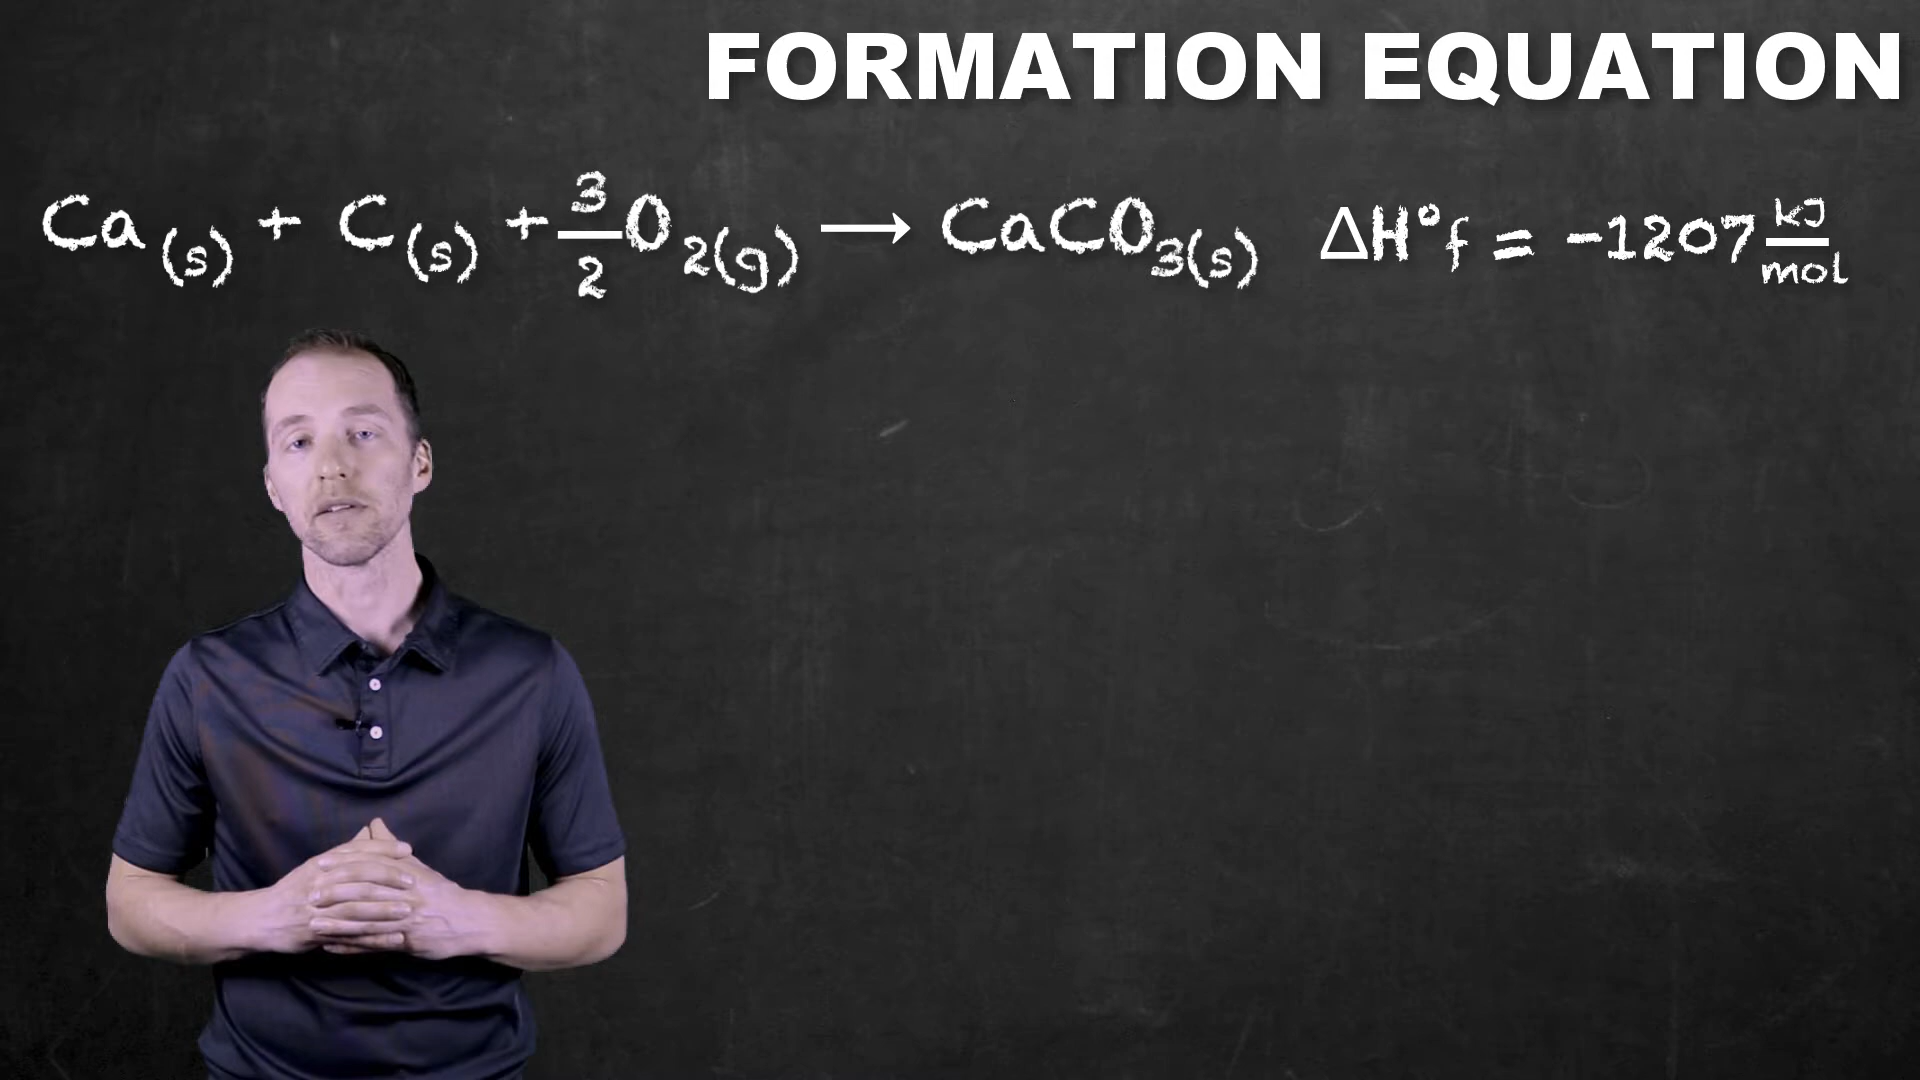 FORMATION EQUATION
Ca(s) + C(s) + 3/2 O2(g) → CaCO3(s) ΔH°f = -1207 kJ/mol